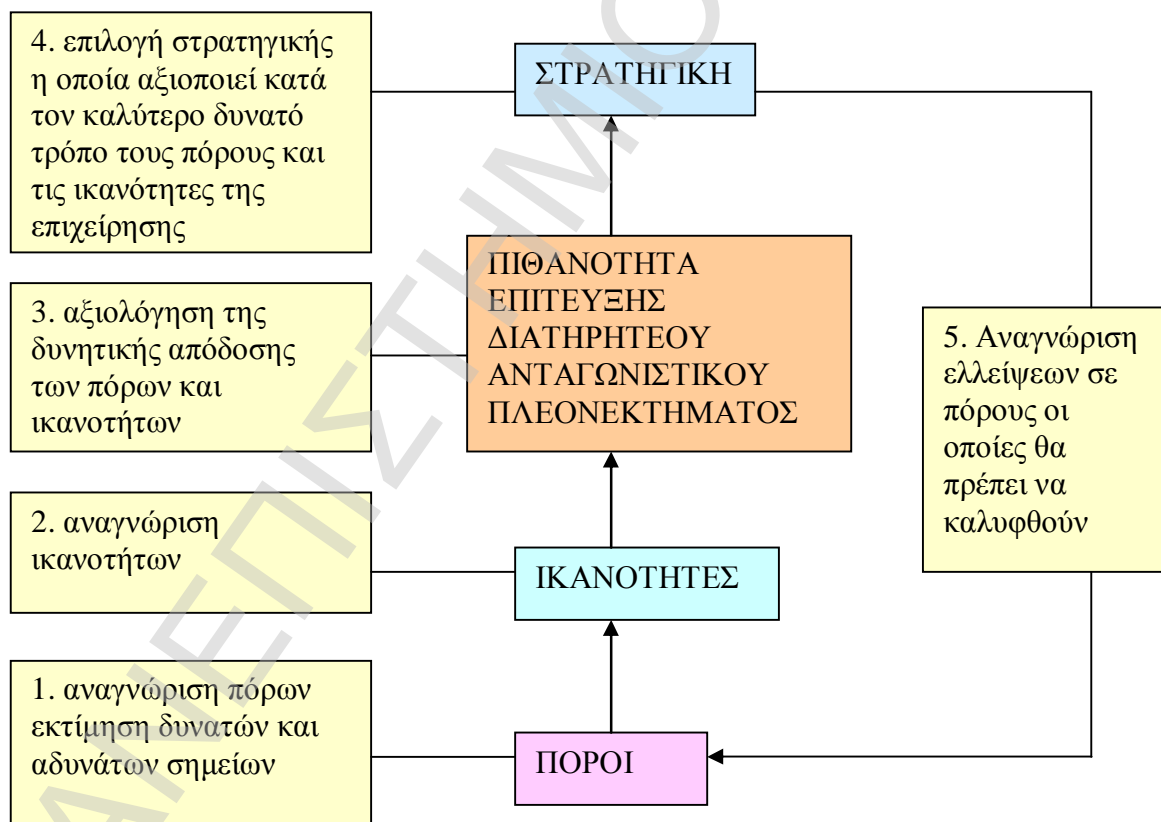 4. επιλογή στρατηγικής
η οποία αξιοποιεί κατά
τον καλύτερο δυνατό
τρόπο τους πόρους και
τις ικανότητες της
επιχείρησης
ΣΤΡΑΤΗΓΙΚΗ
3. αξιολόγηση της
δυνητικής απόδοσης
των πόρων και
ικανοτήτων
ΠΙΘΑΝΟΤΗΤΑ
ΕΠΙΤΕΥΞΗΣ
ΔΙΑΤΗΡΗΤΕΟΥ
ΑΝΤΑΓΩΝΙΣΤΙΚΟΥ
ΠΛΕΟΝΕΚΤΗΜΑΤΟΣ
5. Αναγνώριση
ελλείψεων σε
πόρους οι
οποίες θα
πρέπει να
καλυφθούν
2. αναγνώριση
ικανοτήτων
ΙΚΑΝΟΤΗΤΕΣ
1. αναγνώριση πόρων
εκτίμηση δυνατών και
αδυνάτων σημείων
ΠΟΡΟΙ
ΑΝΕΠΙΣΤΗΜΙΟ